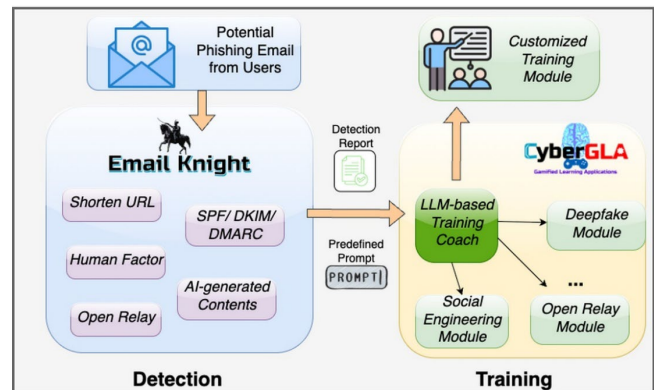 Potential
Phishing Email
from Users
Customized
Training
Module
Email Knight
Shorten URL
SPF/ DKIM/
DMARC
Human Factor
AI-generated
Contents
Open Relay
Detection
Detection
Report
Predefined
Prompt
PROMPT
CyberGLA
GamFied Learning Applications
LLM-based
Training
Coach
Deepfake
Module
...
Social
Engineering
Module
Open Relay
Module
Training